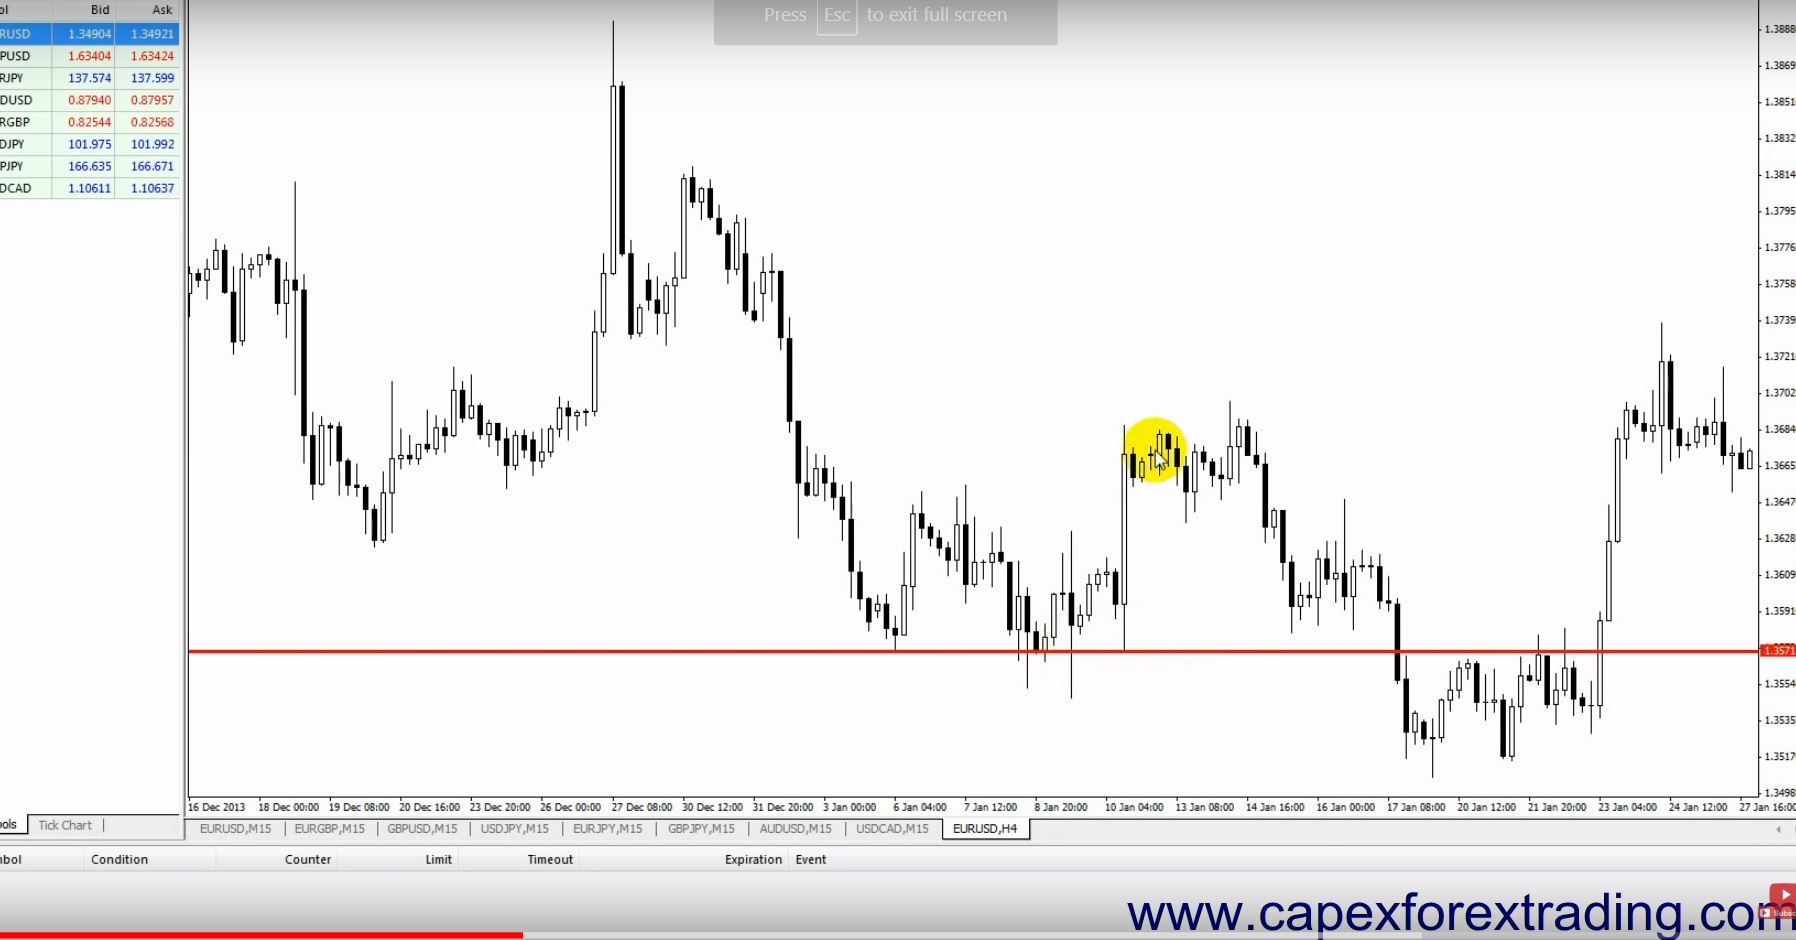 Press Esc to exit full screen
ol Bid Ask
RUSD 1.34904 1.34921
PUSD 1.63404 1.63424
RJPY 137.574 137.599
DUSD 0.87940 0.87957
RGBP 0.82544 0.82568
DJPY 101.975 101.992
PJPY 166.635 166.671
DCAD 1.10611 1.10637
1.3888
1.3869
1.3851
1.3832
1.3814
1.3795
1.3776
1.3758
1.3739
1.3721
1.3702
1.3684
1.3665
1.3647
1.3628
1.3609
1.3591
1.3571
1.3554
1.3535
1.3517
1.3498
16 Dec 2013 18 Dec 00:00 19 Dec 08:00 20 Dec 16:00 23 Dec 20:00 26 Dec 00:00 27 Dec 08:00 30 Dec 12:00 31 Dec 20:00 3 Jan 00:00 6 Jan 04:00 7 Jan 12:00 8 Jan 20:00 10 Jan 04:00 13 Jan 08:00 14 Jan 16:00 16 Jan 00:00 17 Jan 08:00 20 Jan 12:00 21 Jan 20:00 23 Jan 04:00 24 Jan 12:00 27 Jan 16:00
ols Tick Chart
EURUSD,M15 EURGBP,M15 GBPUSD,M15 USDJPY,M15 EURJPY,M15 GBPJPY,M15 AUDUSD,M15 USDCAD,M15 EURUSD,H4
nbol Condition Counter Limit Timeout Expiration Event
www.capexforextrading.com